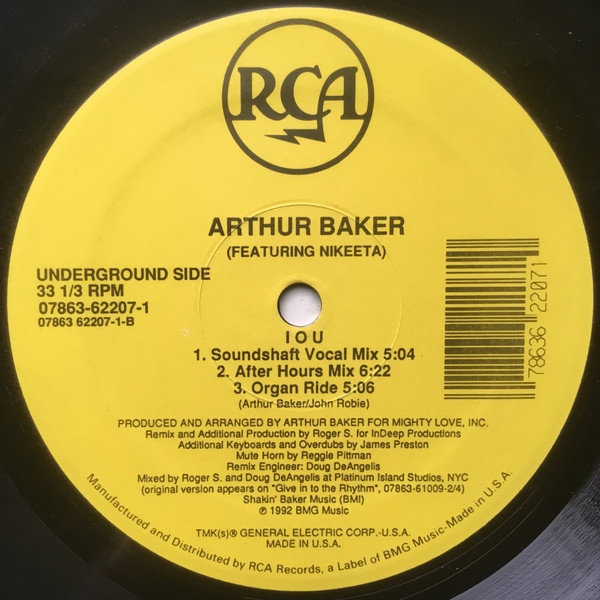 RCA
ARTHUR BAKER
(FEATURING NIKEETA)
UNDERGROUND SIDE
33 1/3 RPM
07863-62207-1
07863 62207-1-B
78636 22071
I O U
1. Soundshaft Vocal Mix 5:04
2. After Hours Mix 6:22
3. Organ Ride 5:06
(Arthur Baker/John Robie)
PRODUCED AND ARRANGED BY ARTHUR BAKER FOR MIGHTY LOVE, INC.
Remix and Additional Production by Roger S. for InDeep Productions
Additional Keyboards and Overdubs by James Preston
Mute Horn by Reggie Pittman
Remix Engineer: Doug DeAngelis
Mixed by Roger S. and Doug DeAngelis at Platinum Island Studios, NYC
(original version appears on "Give in to the Rhythm", 07863-61009-2/4)
Shakin' Baker Music (BMI)
℗ 1992 BMG Music
TMK(s)® GENERAL ELECTRIC CORP.-U.S.A.
MADE IN U.S.A.
Manufactured and Distributed by RCA Records, a Label of BMG Music-Made in U.S.A.